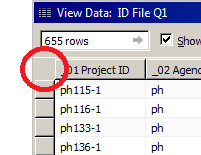 View Data: ID File Q1
655 rows
Show
_01 Project ID _02 Agenc
ph115-1 ph
ph116-1 ph
ph133-1 ph
ph136-1 ph